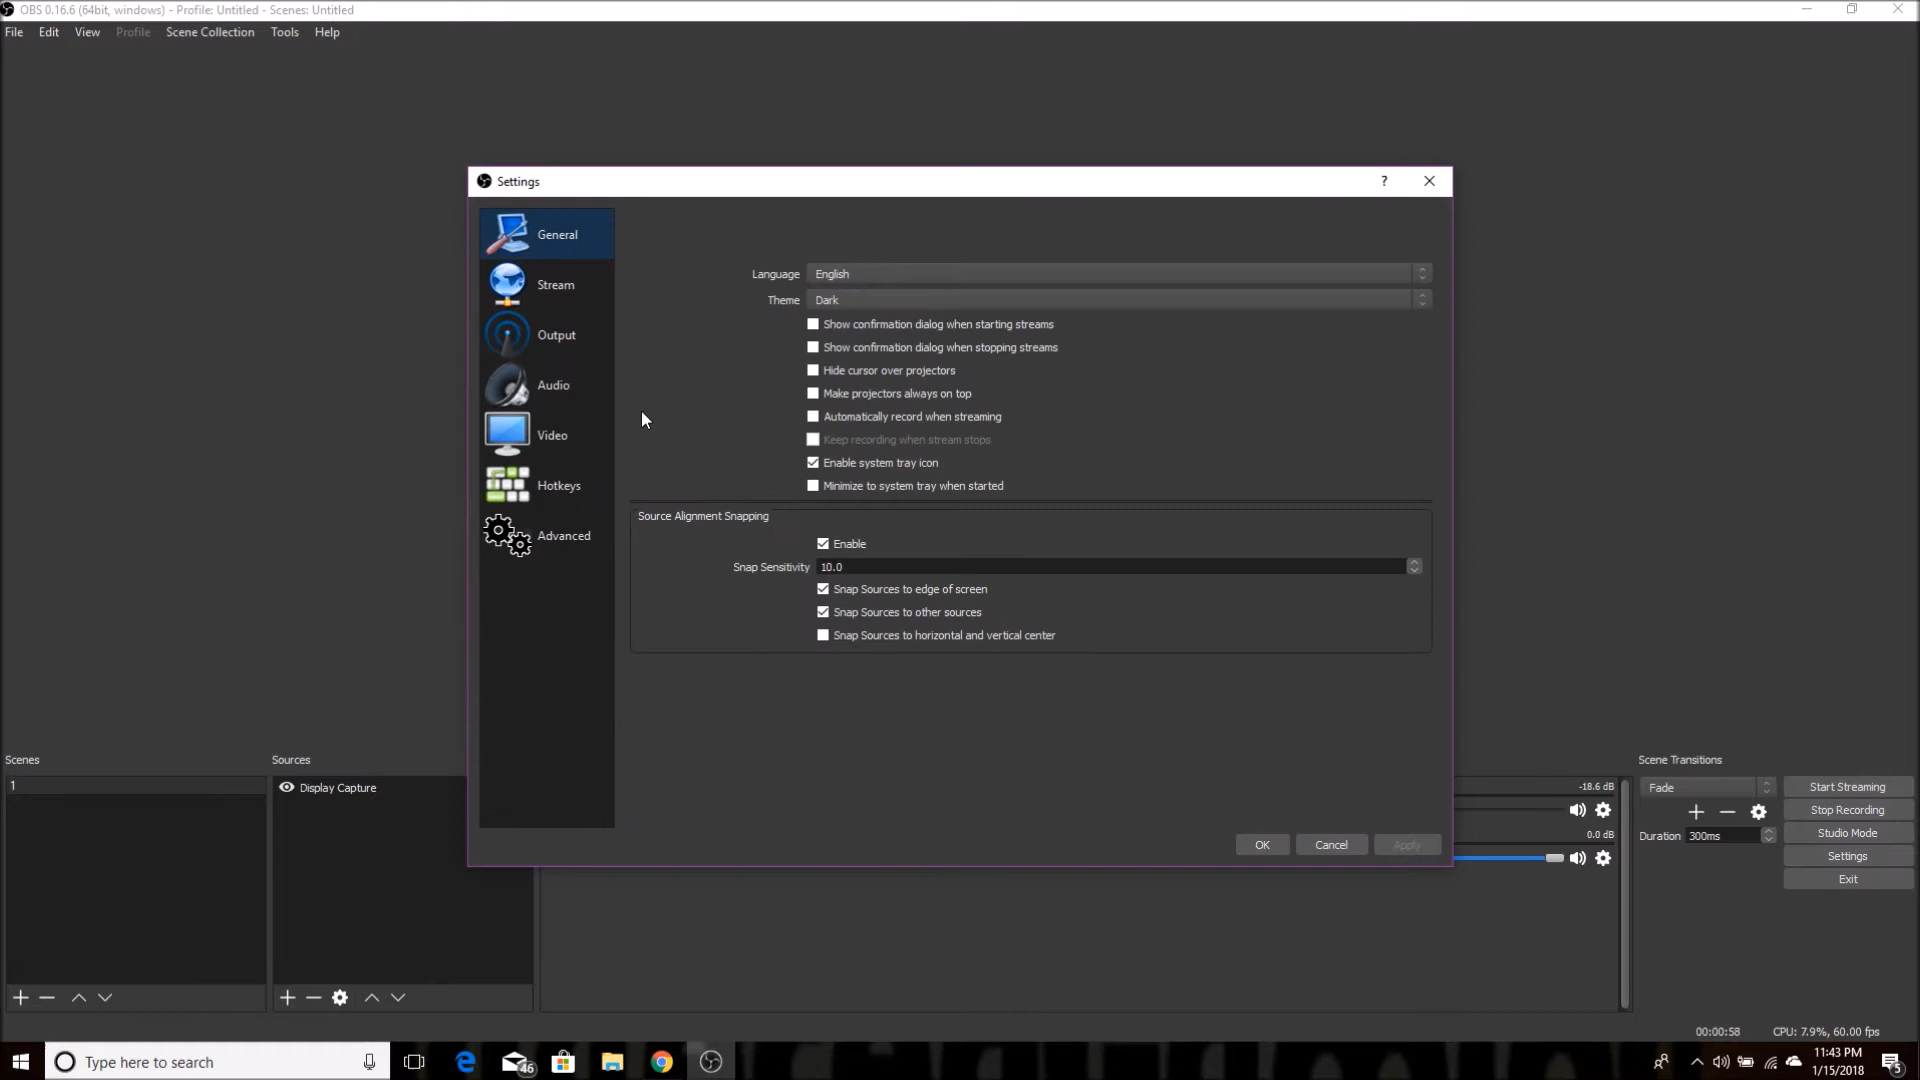 OBS 0.16.6 (64bit, windows) - Profile: Untitled - Scenes: Untitled
File Edit View Profile Scene Collection Tools Help
Settings
?
General
Stream
Output
Audio
Video
Hotkeys
Advanced
Language English
Theme Dark
Show confirmation dialog when starting streams
Show confirmation dialog when stopping streams
Hide cursor over projectors
Make projectors always on top
Automatically record when streaming
Keep recording when stream stops
Enable system tray icon
Minimize to system tray when started
Source Alignment Snapping
Enable
Snap Sensitivity 10.0
Snap Sources to edge of screen
Snap Sources to other sources
Snap Sources to horizontal and vertical center
OK Cancel Apply
Scenes
1
Sources
Display Capture
-18.6 dB
0.0 dB
Scene Transitions
Fade
Duration 300ms
Start Streaming
Stop Recording
Studio Mode
Settings
Exit
00:00:58 CPU: 7.9%, 60.00 fps
Type here to search
46
11:43 PM
1/15/2018
5